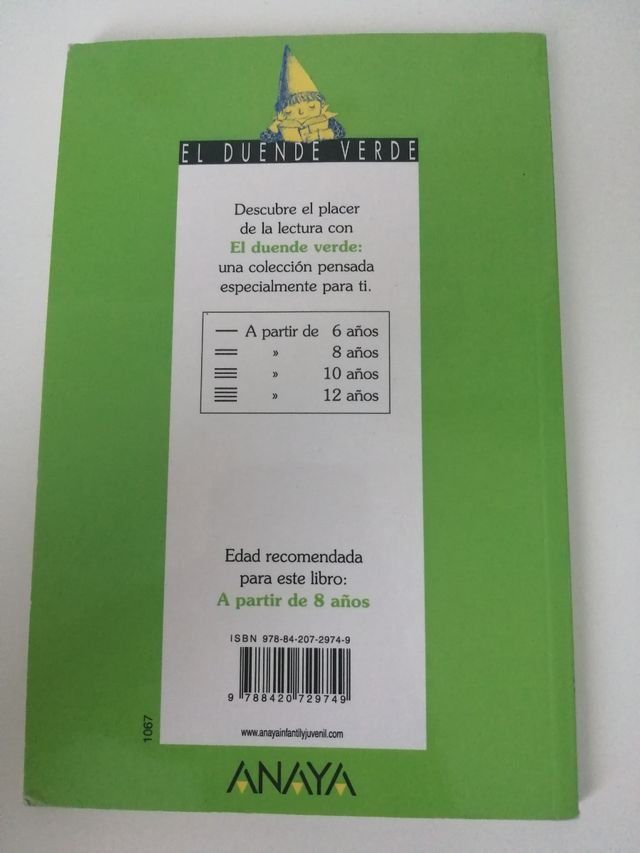 EL DUENDE VERDE
Descubre el placer
de la lectura con
El duende verde:
una colección pensada
especialmente para ti.
A partir de 6 años
» 8 años
» 10 años
» 12 años
Edad recomendada
para este libro:
A partir de 8 años
ISBN 978-84-207-2974-9
9 788420 729749
www.anayainfantilyjuvenil.com
1067
ANAYA